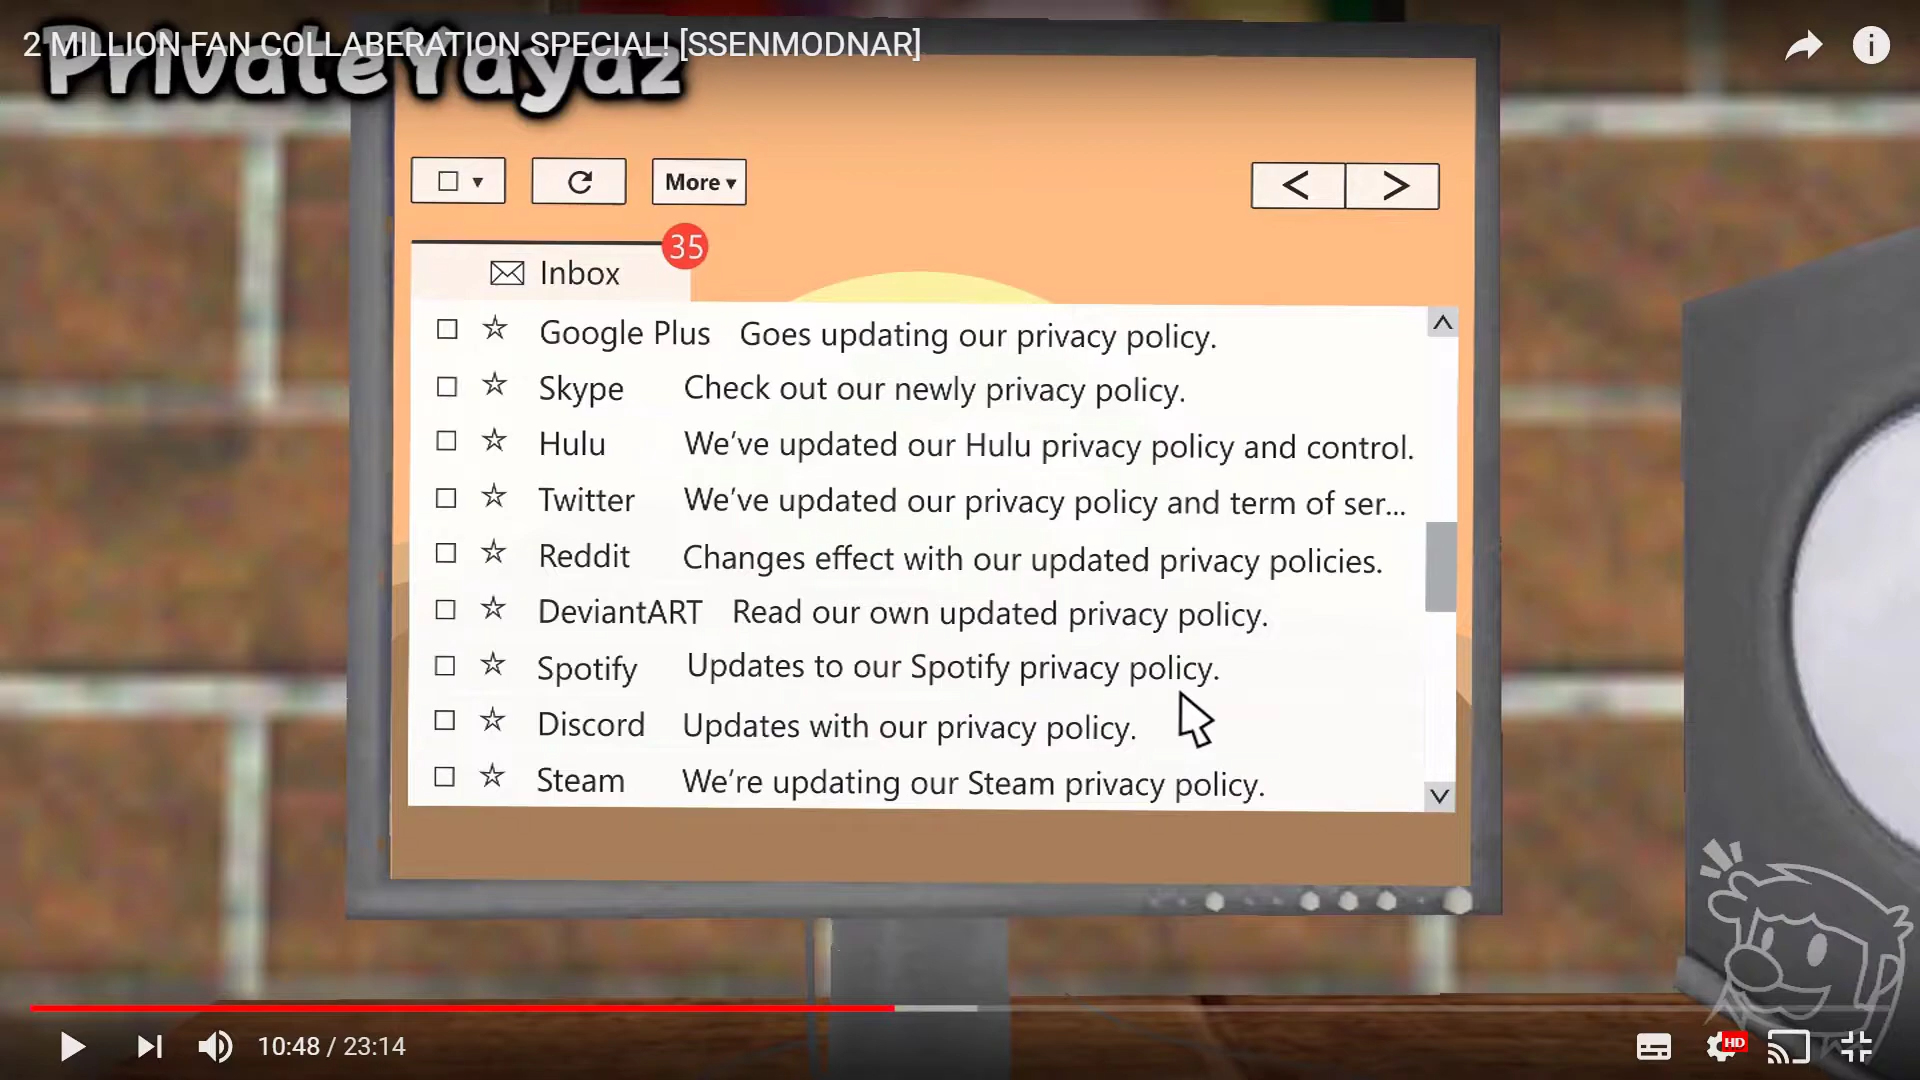 2 MILLION FAN COLLABERATION SPECIAL! [SSENMODNAR]
PrivateYayaz
More
35
Inbox
Google Plus Goes updating our privacy policy.
Skype Check out our newly privacy policy.
Hulu We've updated our Hulu privacy policy and control.
Twitter We've updated our privacy policy and term of ser...
Reddit Changes effect with our updated privacy policies.
DeviantART Read our own updated privacy policy.
Spotify Updates to our Spotify privacy policy.
Discord Updates with our privacy policy.
Steam We're updating our Steam privacy policy.
10:48 / 23:14
HD